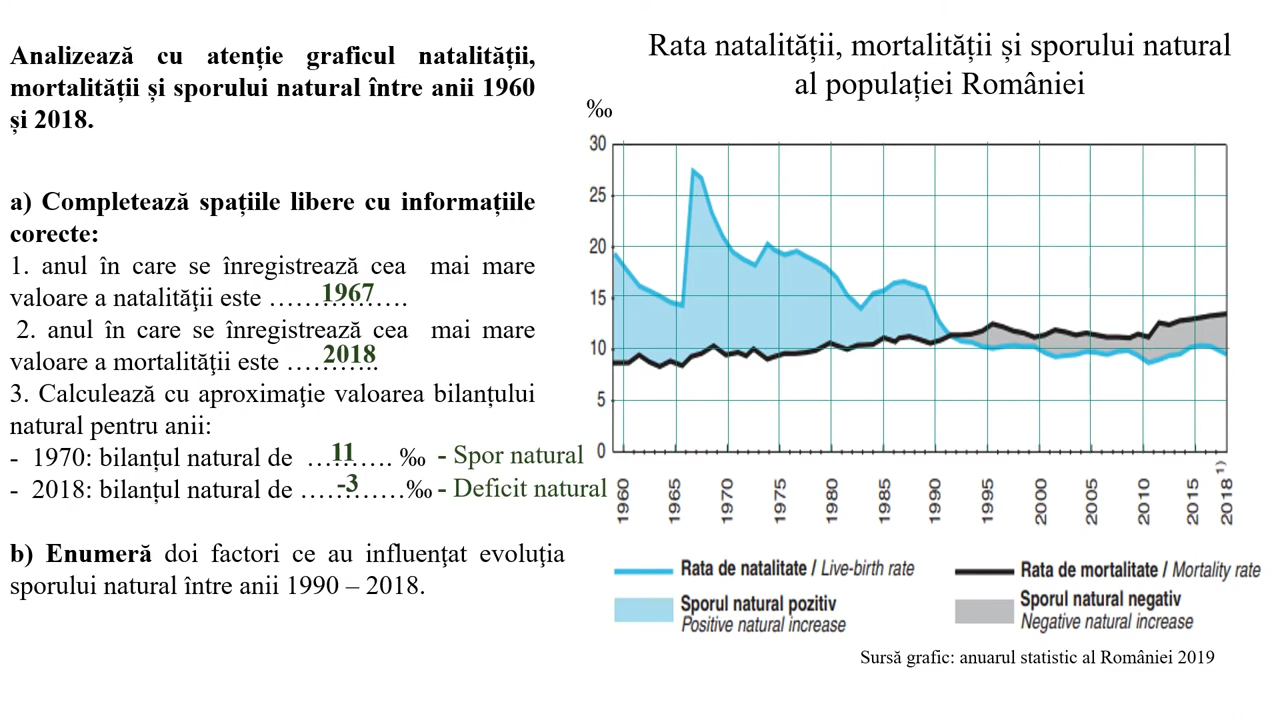 Analizează cu atenție graficul natalității,
mortalității și sporului natural între anii 1960
și 2018.
a) Completează spațiile libere cu informațiile
corecte:
1. anul în care se înregistrează cea mai mare
valoare a natalităţii este ……1967…….
2. anul în care se înregistrează cea mai mare
valoare a mortalităţii este …2018…..
3. Calculează cu aproximaţie valoarea bilanțului
natural pentru anii:
- 1970: bilanțul natural de …11……. ‰ - Spor natural
- 2018: bilanțul natural de ……-3……‰ - Deficit natural
b) Enumeră doi factori ce au influenţat evoluţia
sporului natural între anii 1990 – 2018.
Rata natalității, mortalității și sporului natural
al populației României
‰
30
25
20
15
10
5
0
1960 1965 1970 1975 1980 1985 1990 1995 2000 2005 2010 2015 2018 ¹⁾
Rata de natalitate / Live-birth rate
Rata de mortalitate / Mortality rate
Sporul natural pozitiv
Positive natural increase
Sporul natural negativ
Negative natural increase
Sursă grafic: anuarul statistic al României 2019